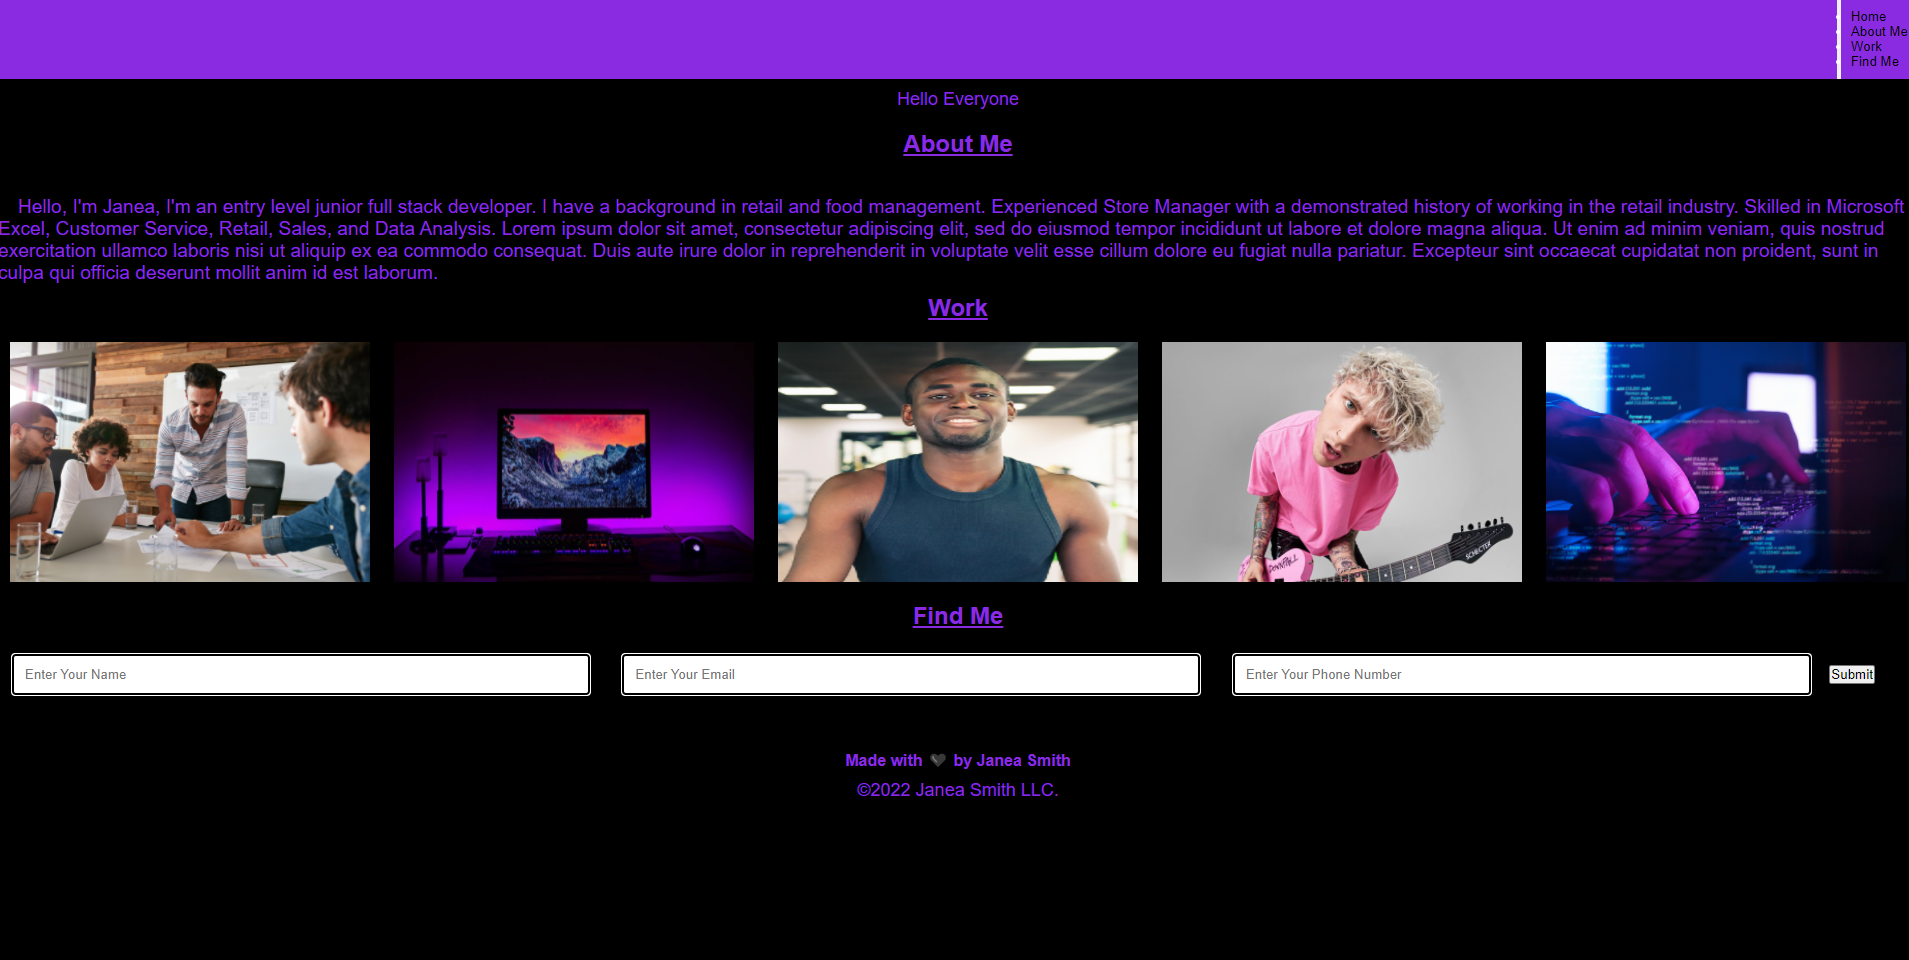 Home
About Me
Work
Find Me
Hello Everyone
About Me
Hello, I'm Janea, I'm an entry level junior full stack developer. I have a background in retail and food management. Experienced Store Manager with a demonstrated history of working in the retail industry. Skilled in Microsoft
Excel, Customer Service, Retail, Sales, and Data Analysis. Lorem ipsum dolor sit amet, consectetur adipiscing elit, sed do eiusmod tempor incididunt ut labore et dolore magna aliqua. Ut enim ad minim veniam, quis nostrud
exercitation ullamco laboris nisi ut aliquip ex ea commodo consequat. Duis aute irure dolor in reprehenderit in voluptate velit esse cillum dolore eu fugiat nulla pariatur. Excepteur sint occaecat cupidatat non proident, sunt in
culpa qui officia deserunt mollit anim id est laborum.
Work
SCHECTER
DOWNFALL
Find Me
Enter Your Name
Enter Your Email
Enter Your Phone Number
Submit
Made with 🖤 by Janea Smith
©2022 Janea Smith LLC.